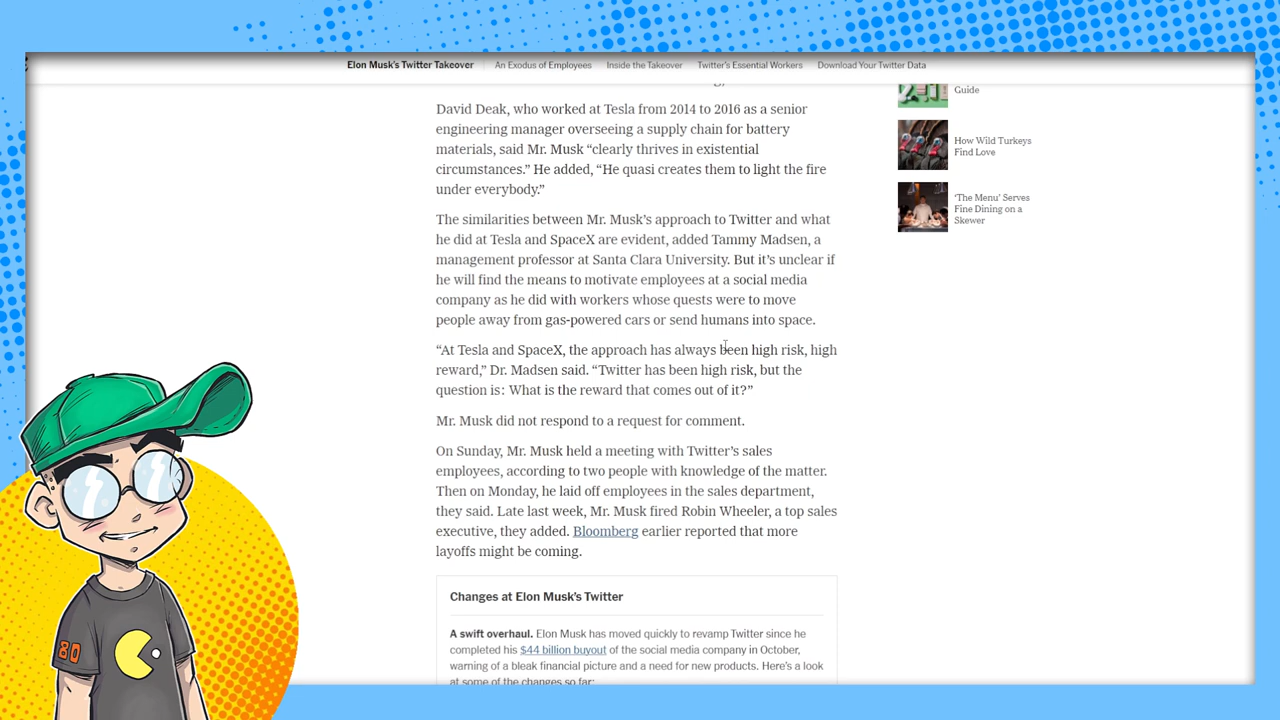 Elon Musk's Twitter Takeover An Exodus of Employees Inside the Takeover Twitter's Essential Workers Download Your Twitter Data
David Deak, who worked at Tesla from 2014 to 2016 as a senior
engineering manager overseeing a supply chain for battery
materials, said Mr. Musk “clearly thrives in existential
circumstances.” He added, “He quasi creates them to light the fire
under everybody.”
The similarities between Mr. Musk’s approach to Twitter and what
he did at Tesla and SpaceX are evident, added Tammy Madsen, a
management professor at Santa Clara University. But it’s unclear if
he will find the means to motivate employees at a social media
company as he did with workers whose quests were to move
people away from gas-powered cars or send humans into space.
“At Tesla and SpaceX, the approach has always been high risk, high
reward,” Dr. Madsen said. “Twitter has been high risk, but the
question is: What is the reward that comes out of it?”
Mr. Musk did not respond to a request for comment.
On Sunday, Mr. Musk held a meeting with Twitter’s sales
employees, according to two people with knowledge of the matter.
Then on Monday, he laid off employees in the sales department,
they said. Late last week, Mr. Musk fired Robin Wheeler, a top sales
executive, they added. Bloomberg earlier reported that more
layoffs might be coming.
Changes at Elon Musk’s Twitter
A swift overhaul. Elon Musk has moved quickly to revamp Twitter since he
completed his $44 billion buyout of the social media company in October,
warning of a bleak financial picture and a need for new products. Here’s a look
at some of the changes so far:
Guide
How Wild Turkeys
Find Love
‘The Menu’ Serves
Fine Dining on a
Skewer
80